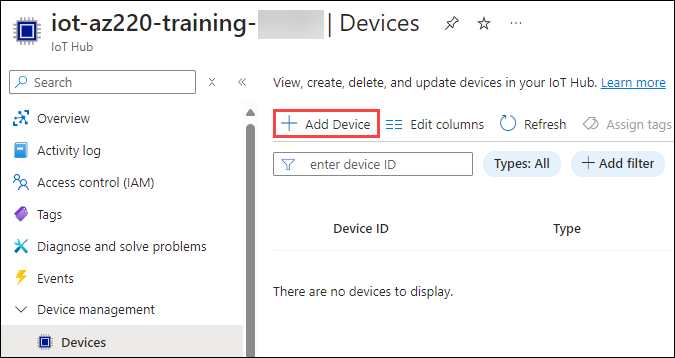 iot-az220-training- | Devices
IoT Hub
Search
View, create, delete, and update devices in your IoT Hub. Learn more
Overview
Add Device Edit columns Refresh Assign tags
Activity log
enter device ID Types: All Add filter
Access control (IAM)
Tags
Device ID Type
Diagnose and solve problems
Events
There are no devices to display.
Device management
Devices